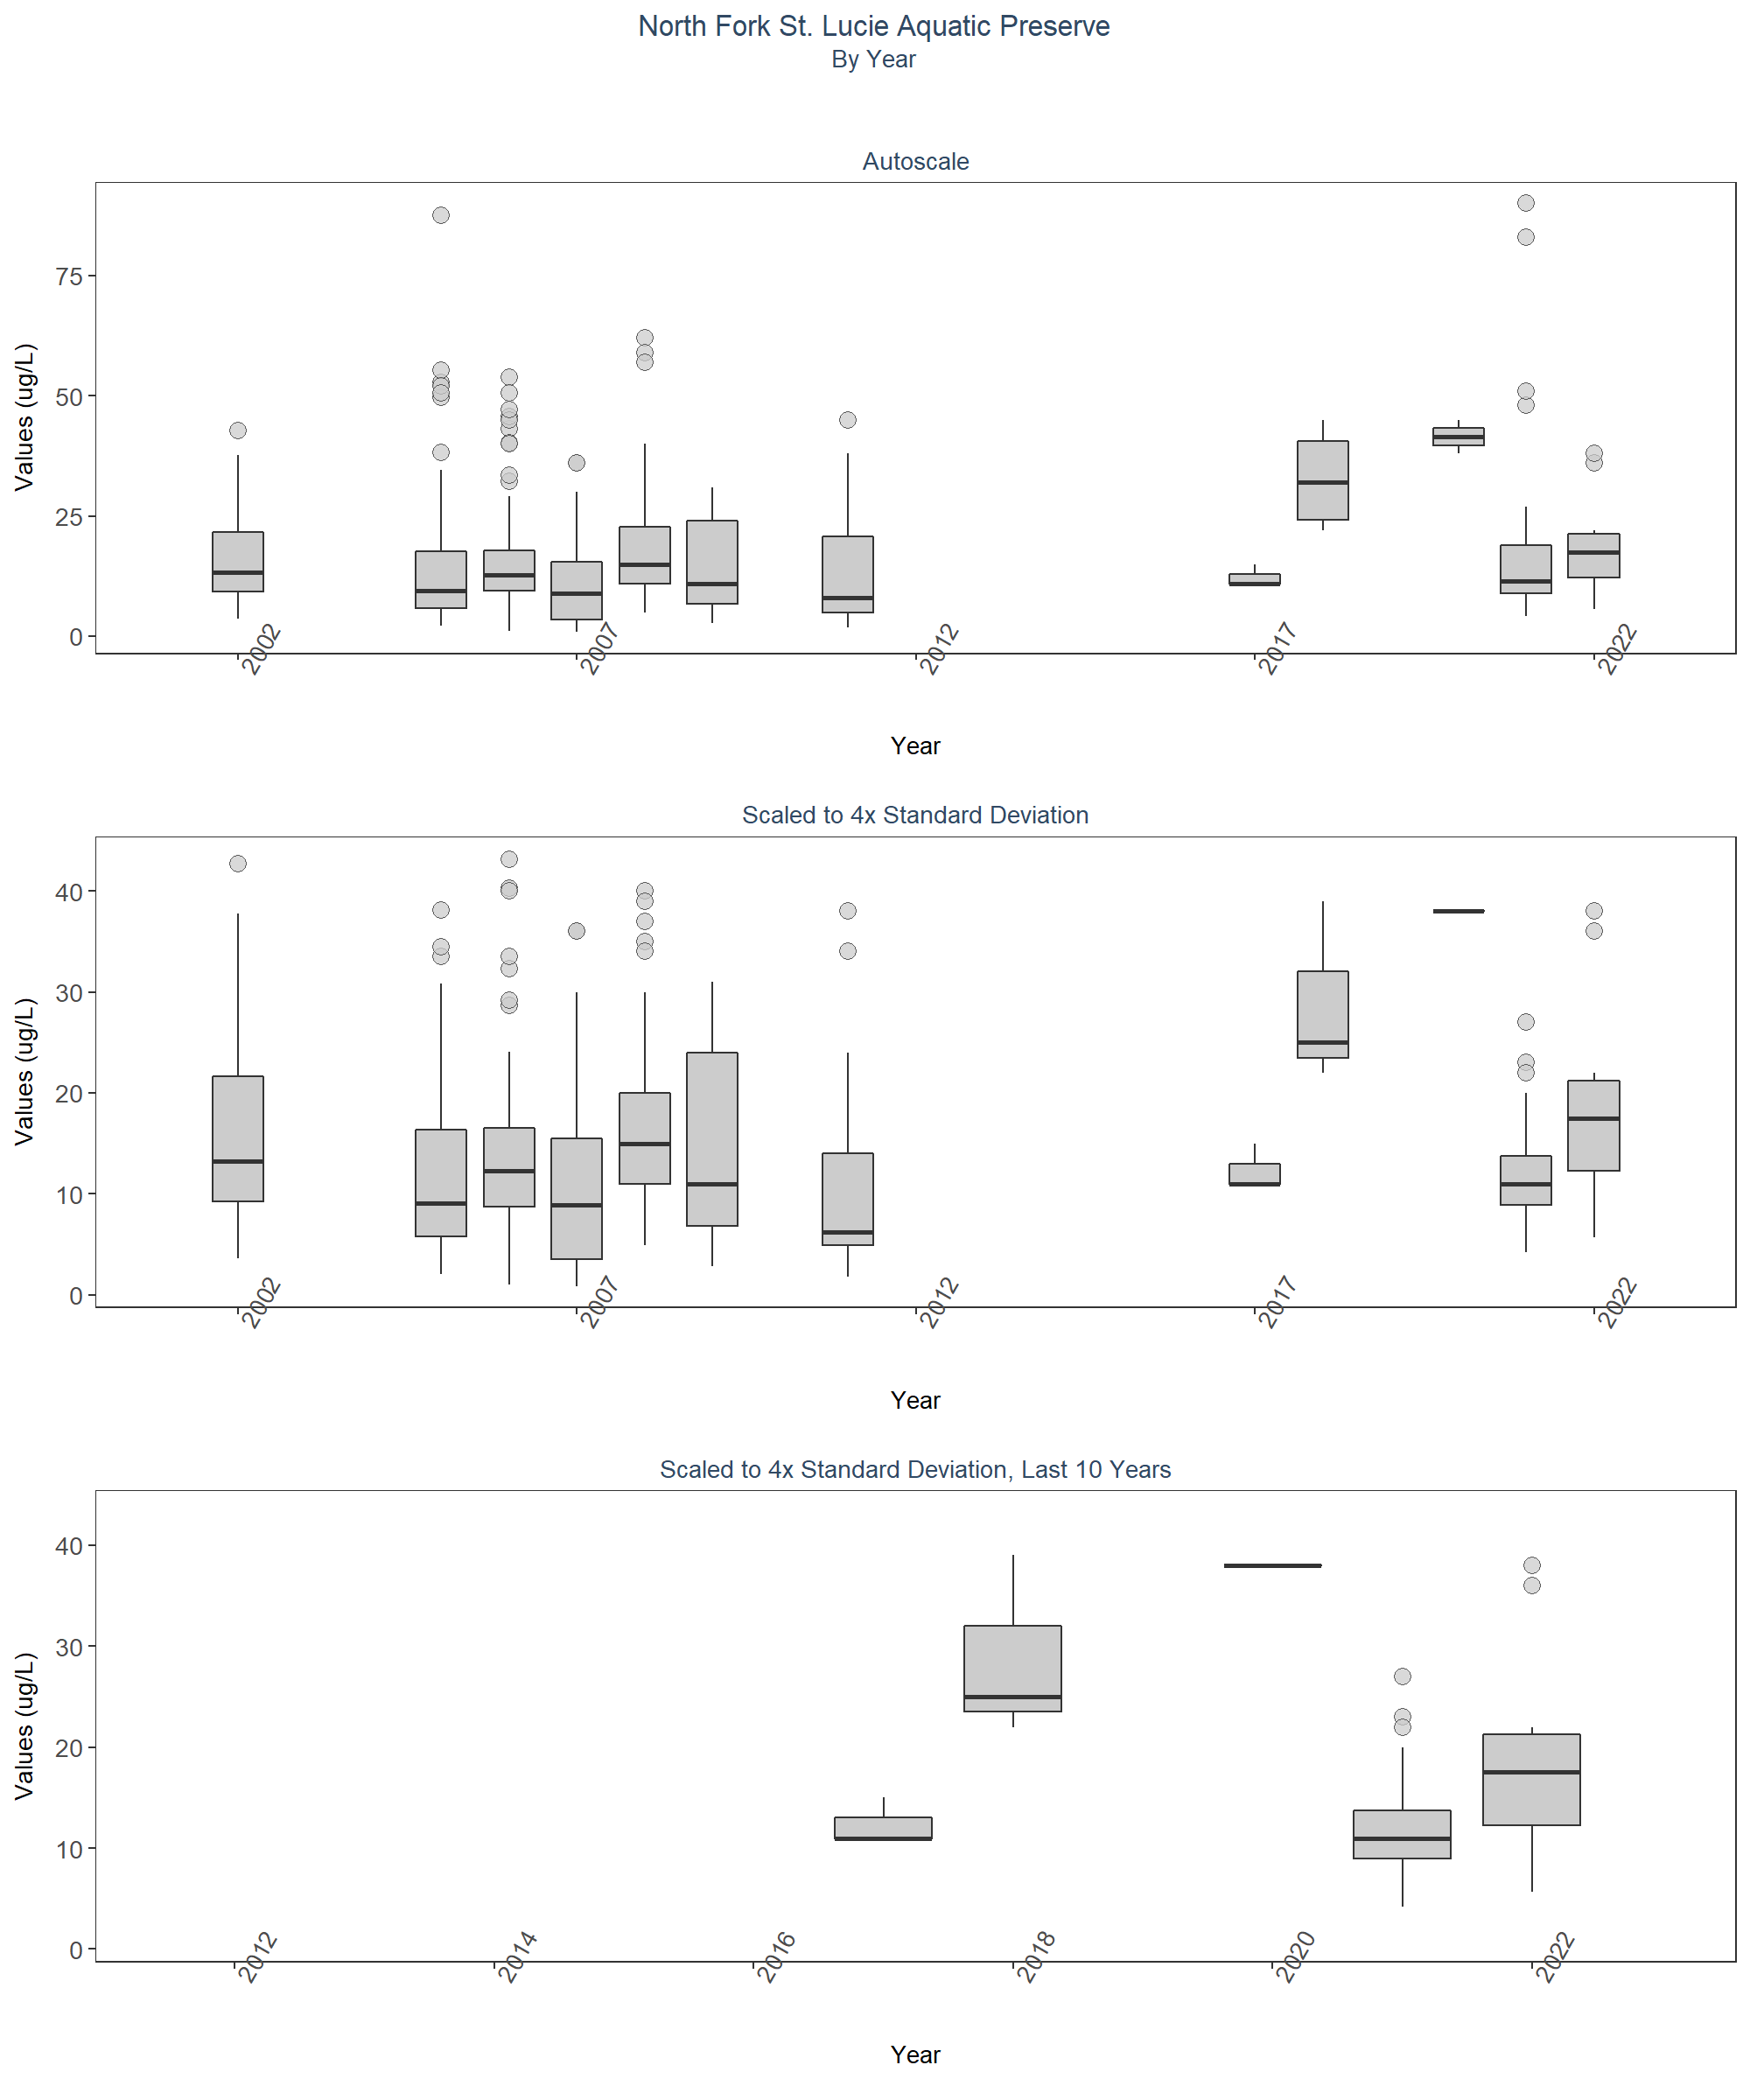 North Fork St. Lucie Aquatic Preserve
By Year
Autoscale
Values (ug/L)
75
50
25
0
2002 2007 2012 2017 2022
Year
Scaled to 4x Standard Deviation
Values (ug/L)
40
30
20
10
0
2002 2007 2012 2017 2022
Year
Scaled to 4x Standard Deviation, Last 10 Years
Values (ug/L)
40
30
20
10
0
2012 2014 2016 2018 2020 2022
Year